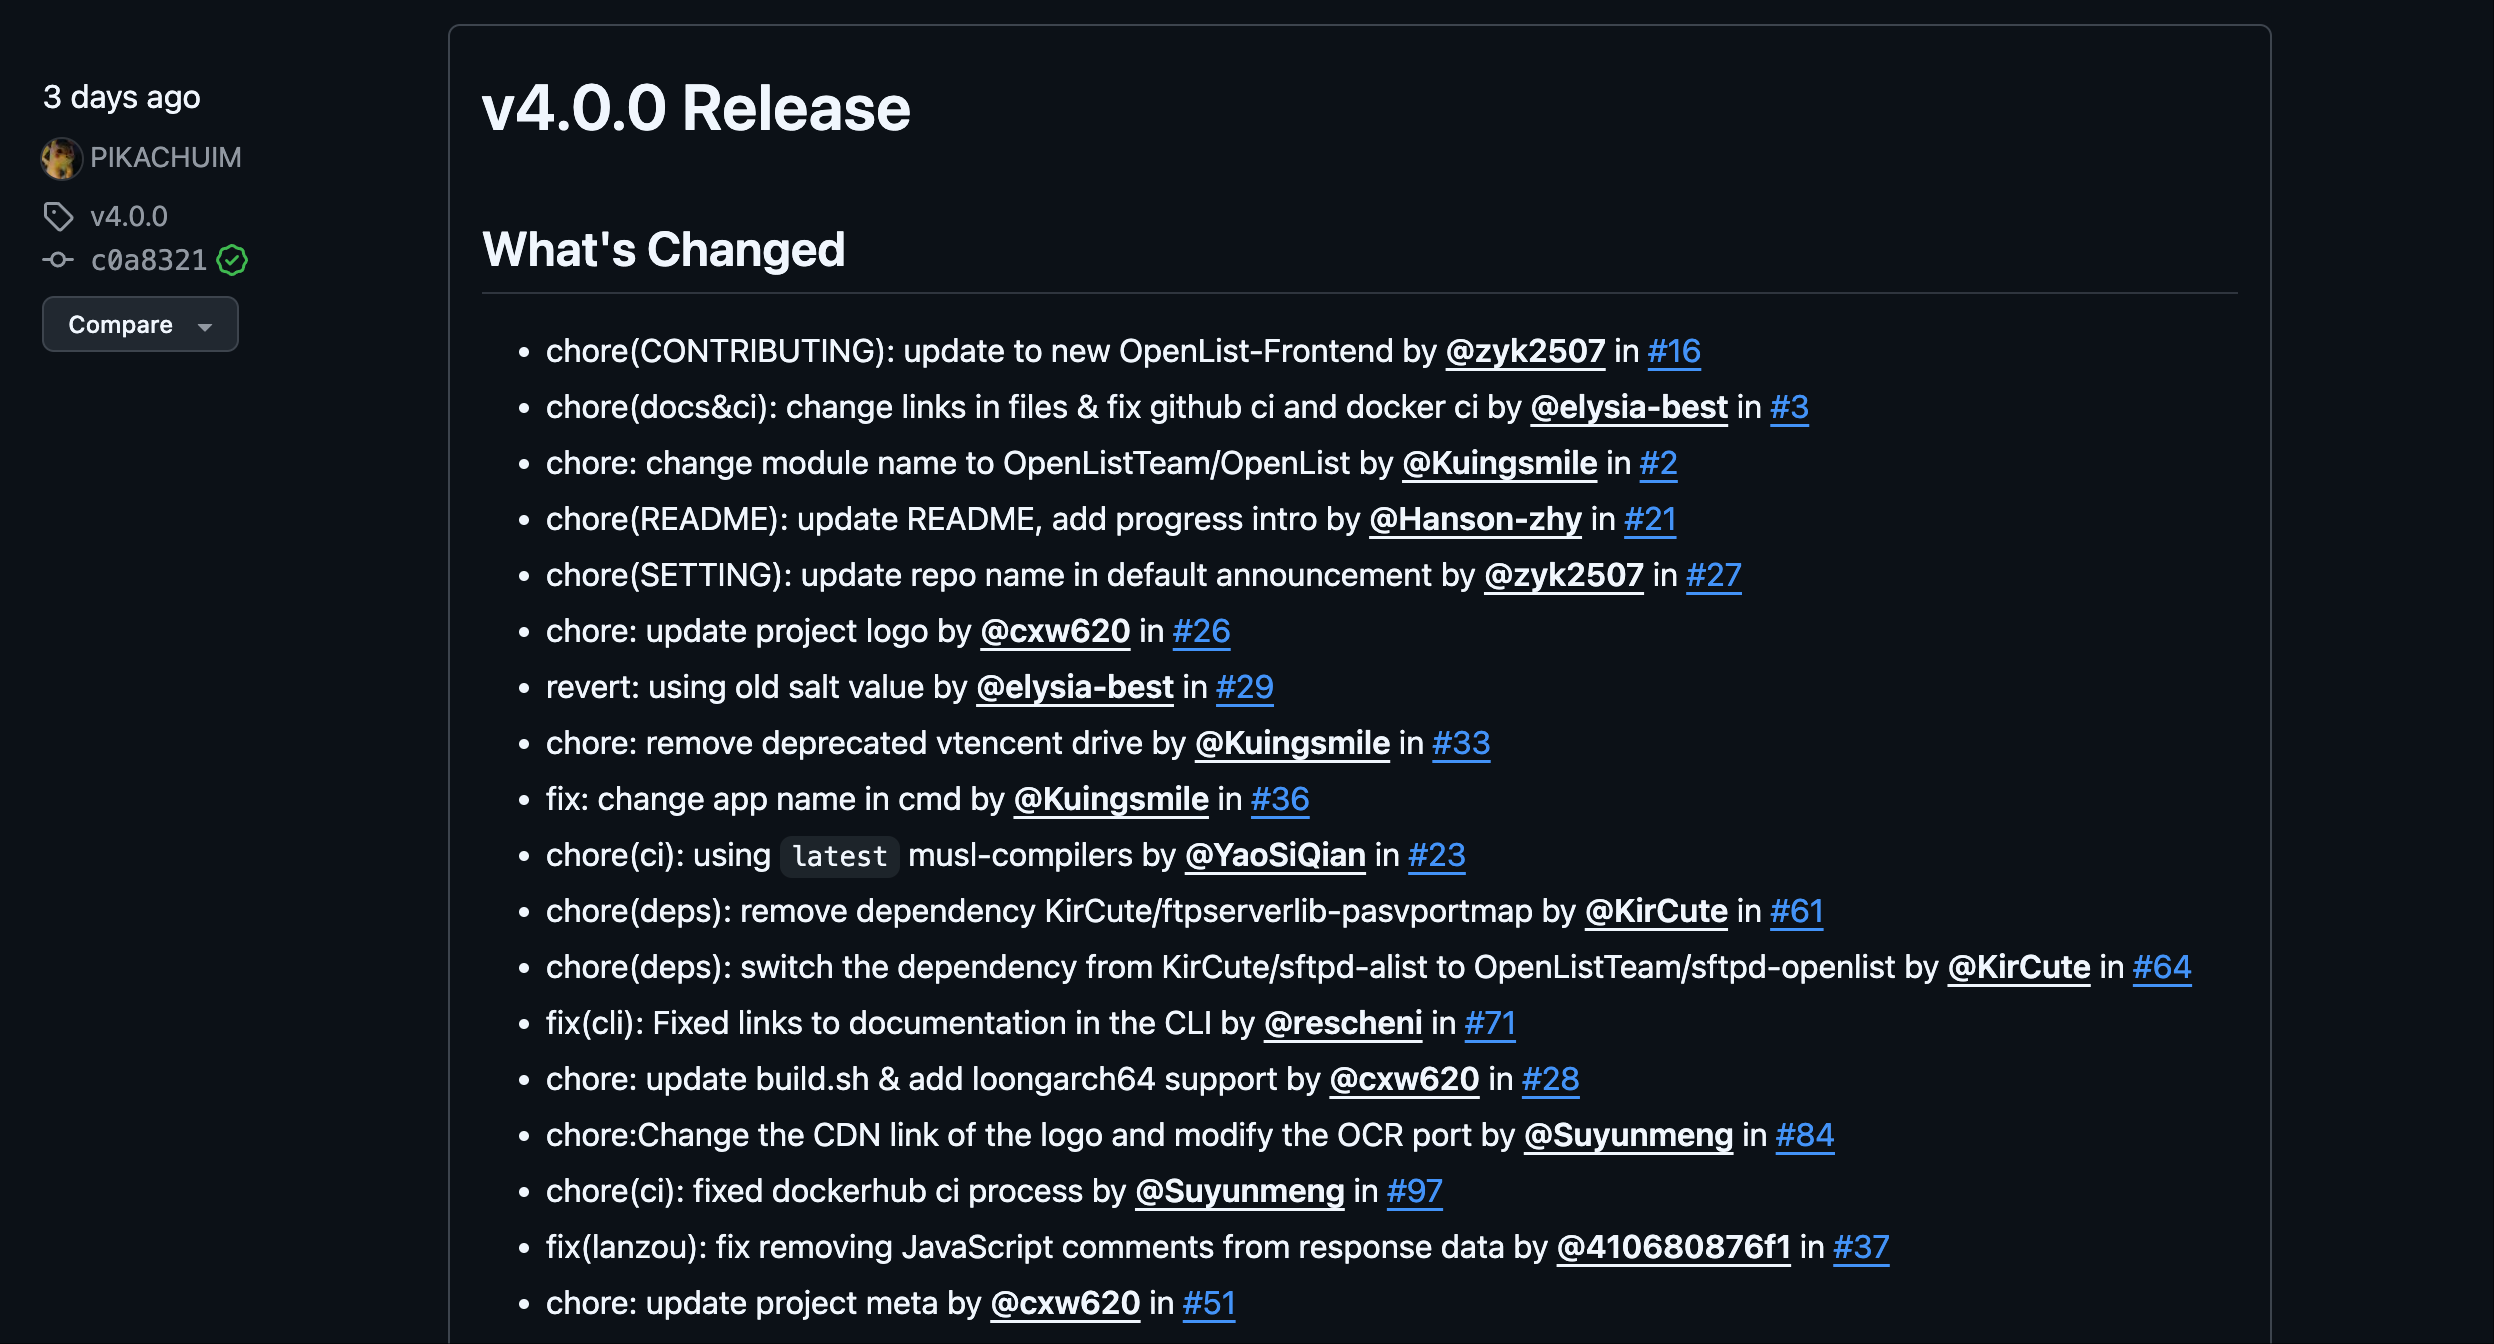 3 days ago
PIKACHUIM
v4.0.0
c0a8321
Compare
v4.0.0 Release
What's Changed
• chore(CONTRIBUTING): update to new OpenList-Frontend by @zyk2507 in #16
• chore(docs&ci): change links in files & fix github ci and docker ci by @elysia-best in #3
• chore: change module name to OpenListTeam/OpenList by @Kuingsmile in #2
• chore(README): update README, add progress intro by @Hanson-zhy in #21
• chore(SETTING): update repo name in default announcement by @zyk2507 in #27
• chore: update project logo by @cxw620 in #26
• revert: using old salt value by @elysia-best in #29
• chore: remove deprecated vtencent drive by @Kuingsmile in #33
• fix: change app name in cmd by @Kuingsmile in #36
• chore(ci): using latest musl-compilers by @YaoSiQian in #23
• chore(deps): remove dependency KirCute/ftpserverlib-pasvportmap by @KirCute in #61
• chore(deps): switch the dependency from KirCute/sftpd-alist to OpenListTeam/sftpd-openlist by @KirCute in #64
• fix(cli): Fixed links to documentation in the CLI by @rescheni in #71
• chore: update build.sh & add loongarch64 support by @cxw620 in #28
• chore:Change the CDN link of the logo and modify the OCR port by @Suyunmeng in #84
• chore(ci): fixed dockerhub ci process by @Suyunmeng in #97
• fix(lanzou): fix removing JavaScript comments from response data by @410680876f1 in #37
• chore: update project meta by @cxw620 in #51